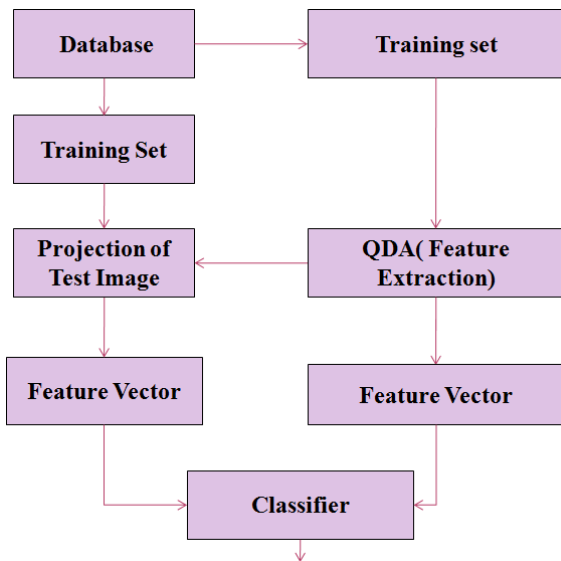 Database
Training set
Training Set
Projection of
Test Image
QDA( Feature
Extraction)
Feature Vector
Feature Vector
Classifier